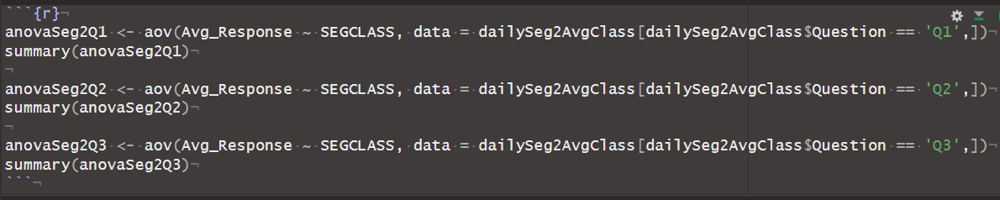 ```{r}
anovaSeg2Q1 <- aov(Avg_Response ~ SEGCLASS, data = dailySeg2AvgClass[dailySeg2AvgClass$Question == 'Q1',])
summary(anovaSeg2Q1)

anovaSeg2Q2 <- aov(Avg_Response ~ SEGCLASS, data = dailySeg2AvgClass[dailySeg2AvgClass$Question == 'Q2',])
summary(anovaSeg2Q2)

anovaSeg2Q3 <- aov(Avg_Response ~ SEGCLASS, data = dailySeg2AvgClass[dailySeg2AvgClass$Question == 'Q3',])
summary(anovaSeg2Q3)
```